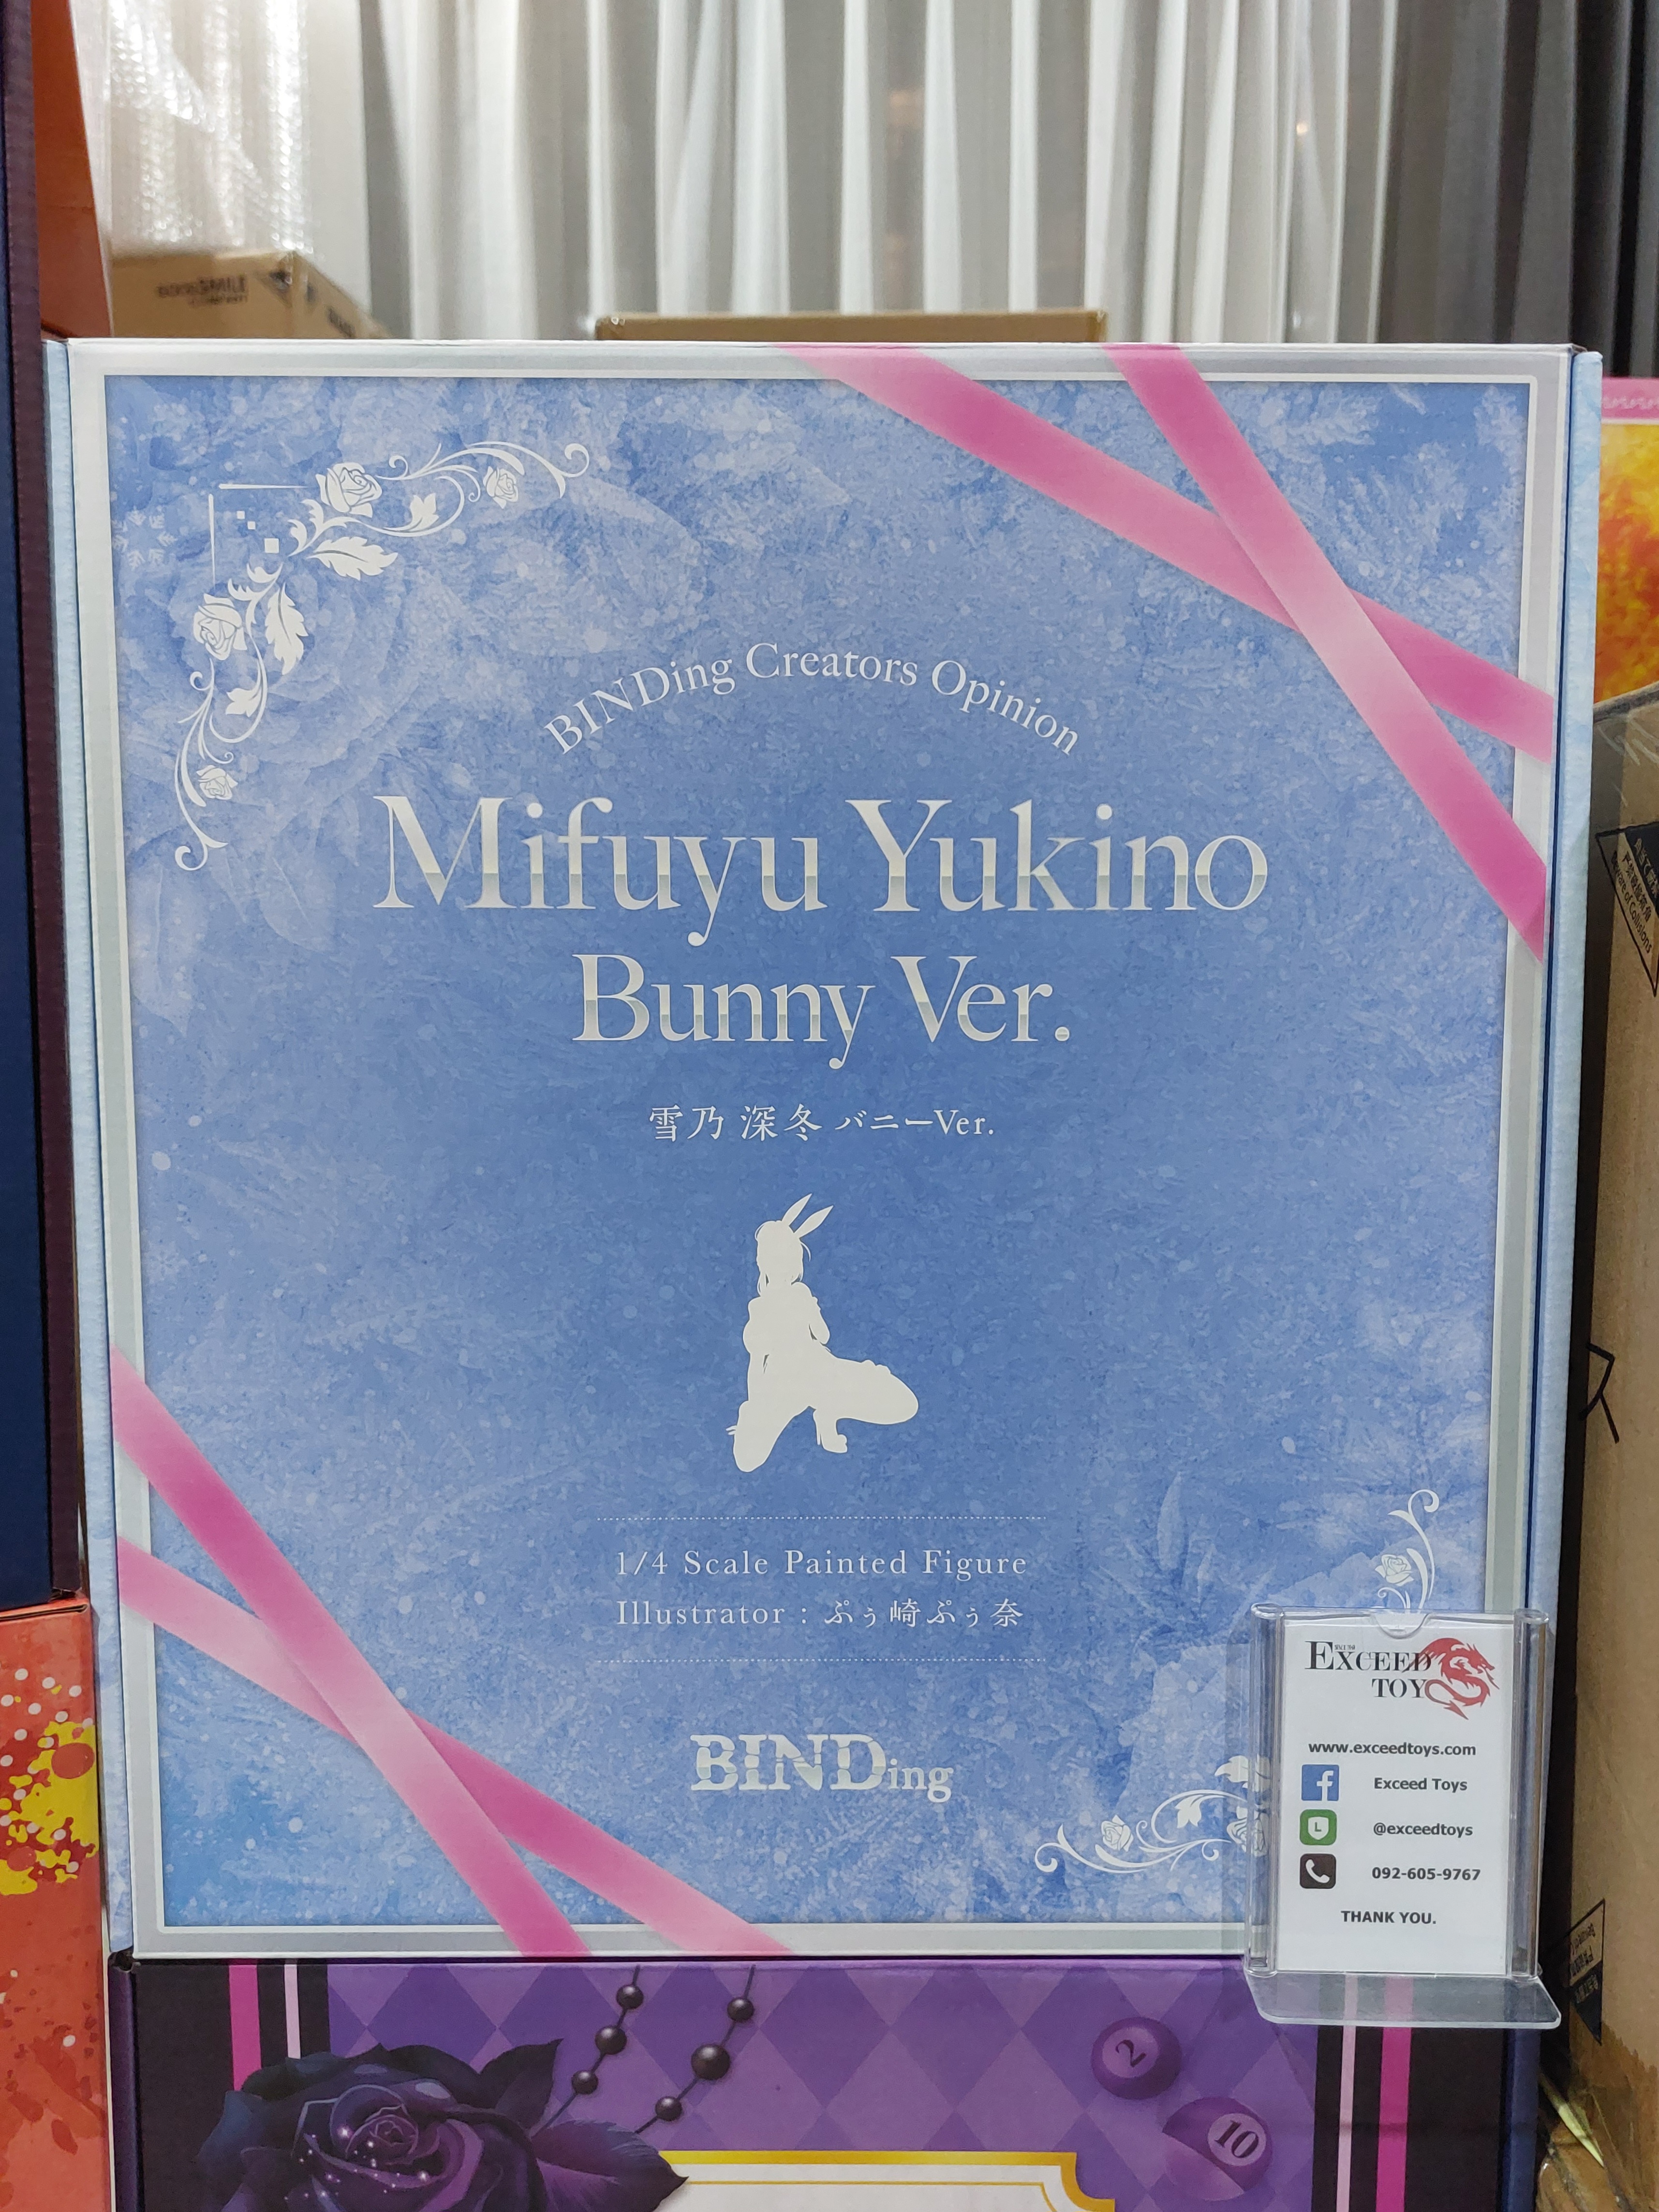 BINDing Creators Opinion
Mifuyu Yukino
Bunny Ver.
雪乃 深冬 バニーVer.
1/4 Scale Painted Figure
Illustrator : ぷぅ崎ぷぅ奈
BINDing
EXCEED
TOYS
www.exceedtoys.com
Exceed Toys
L
@exceedtoys
092-605-9767
THANK YOU.
2
10